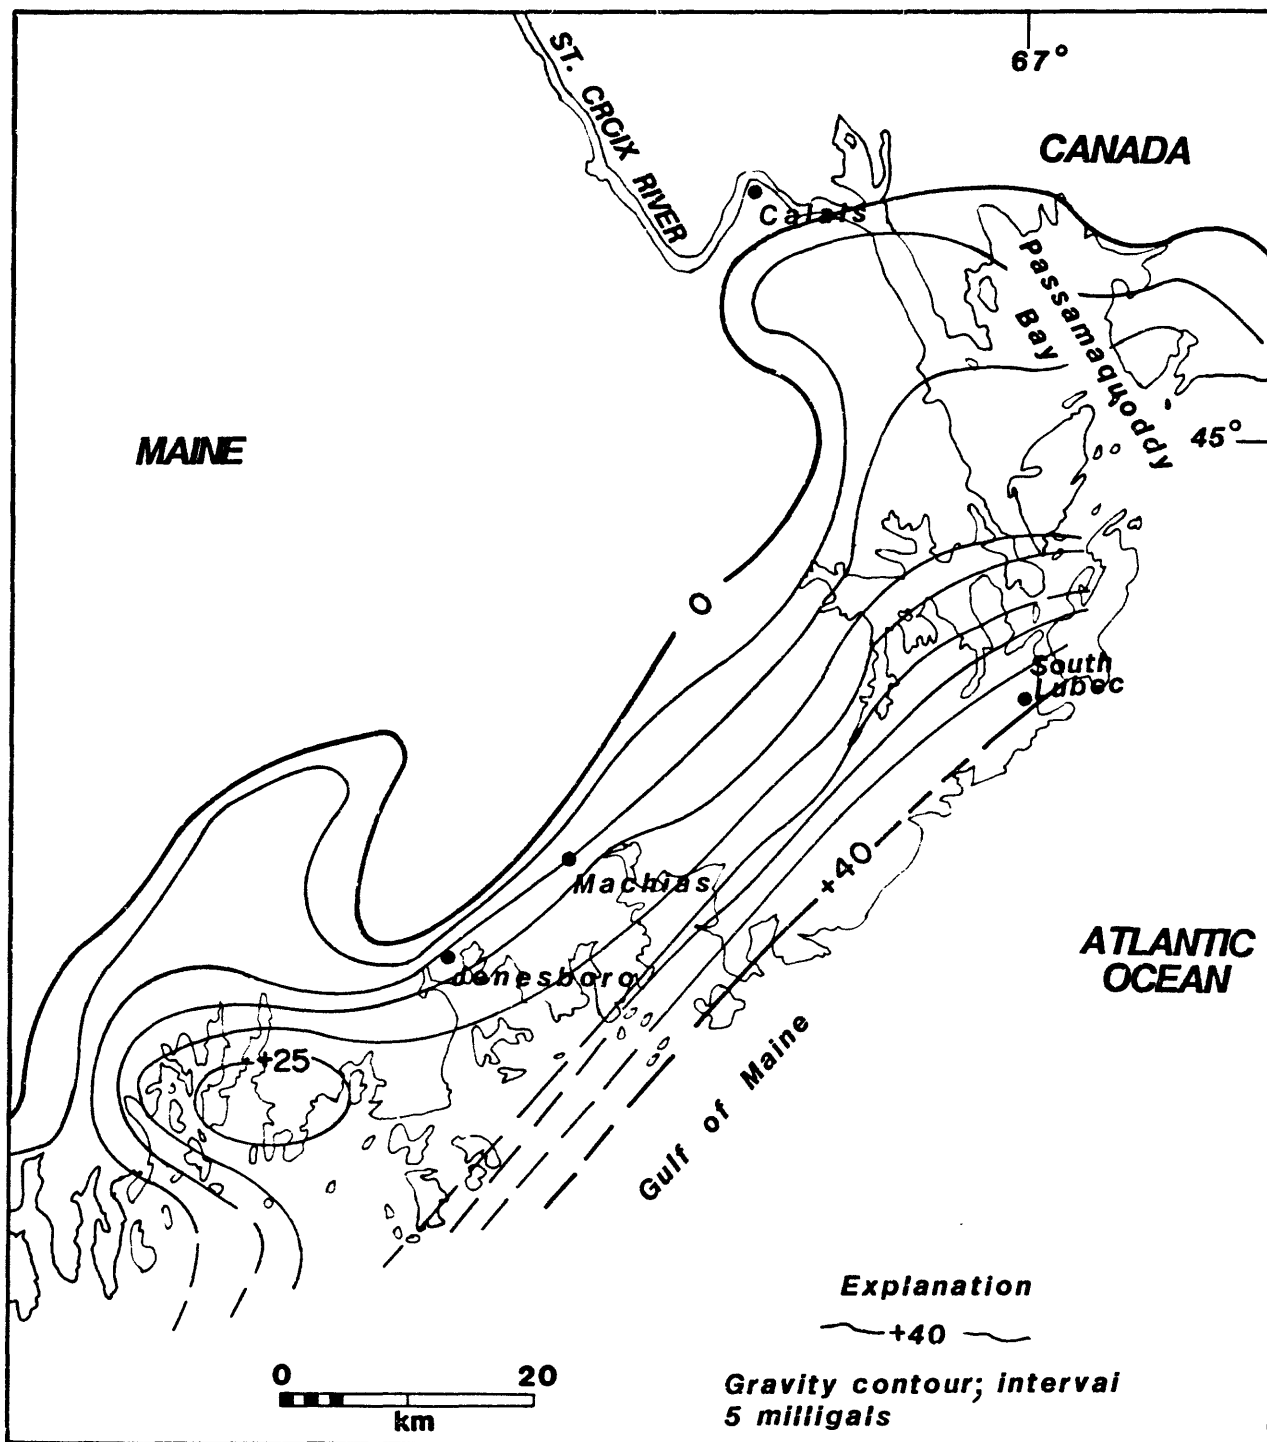 67°
ST. CROIX RIVER
CANADA
Calais
Passamaquoddy
Bay
MAINE
45°
0
South
Lubec
+40
Machias
ATLANTIC
OCEAN
Jonesboro
Gulf of Maine
+25
Explanation
+40
0 20
km
Gravity contour; interval
5 milligals